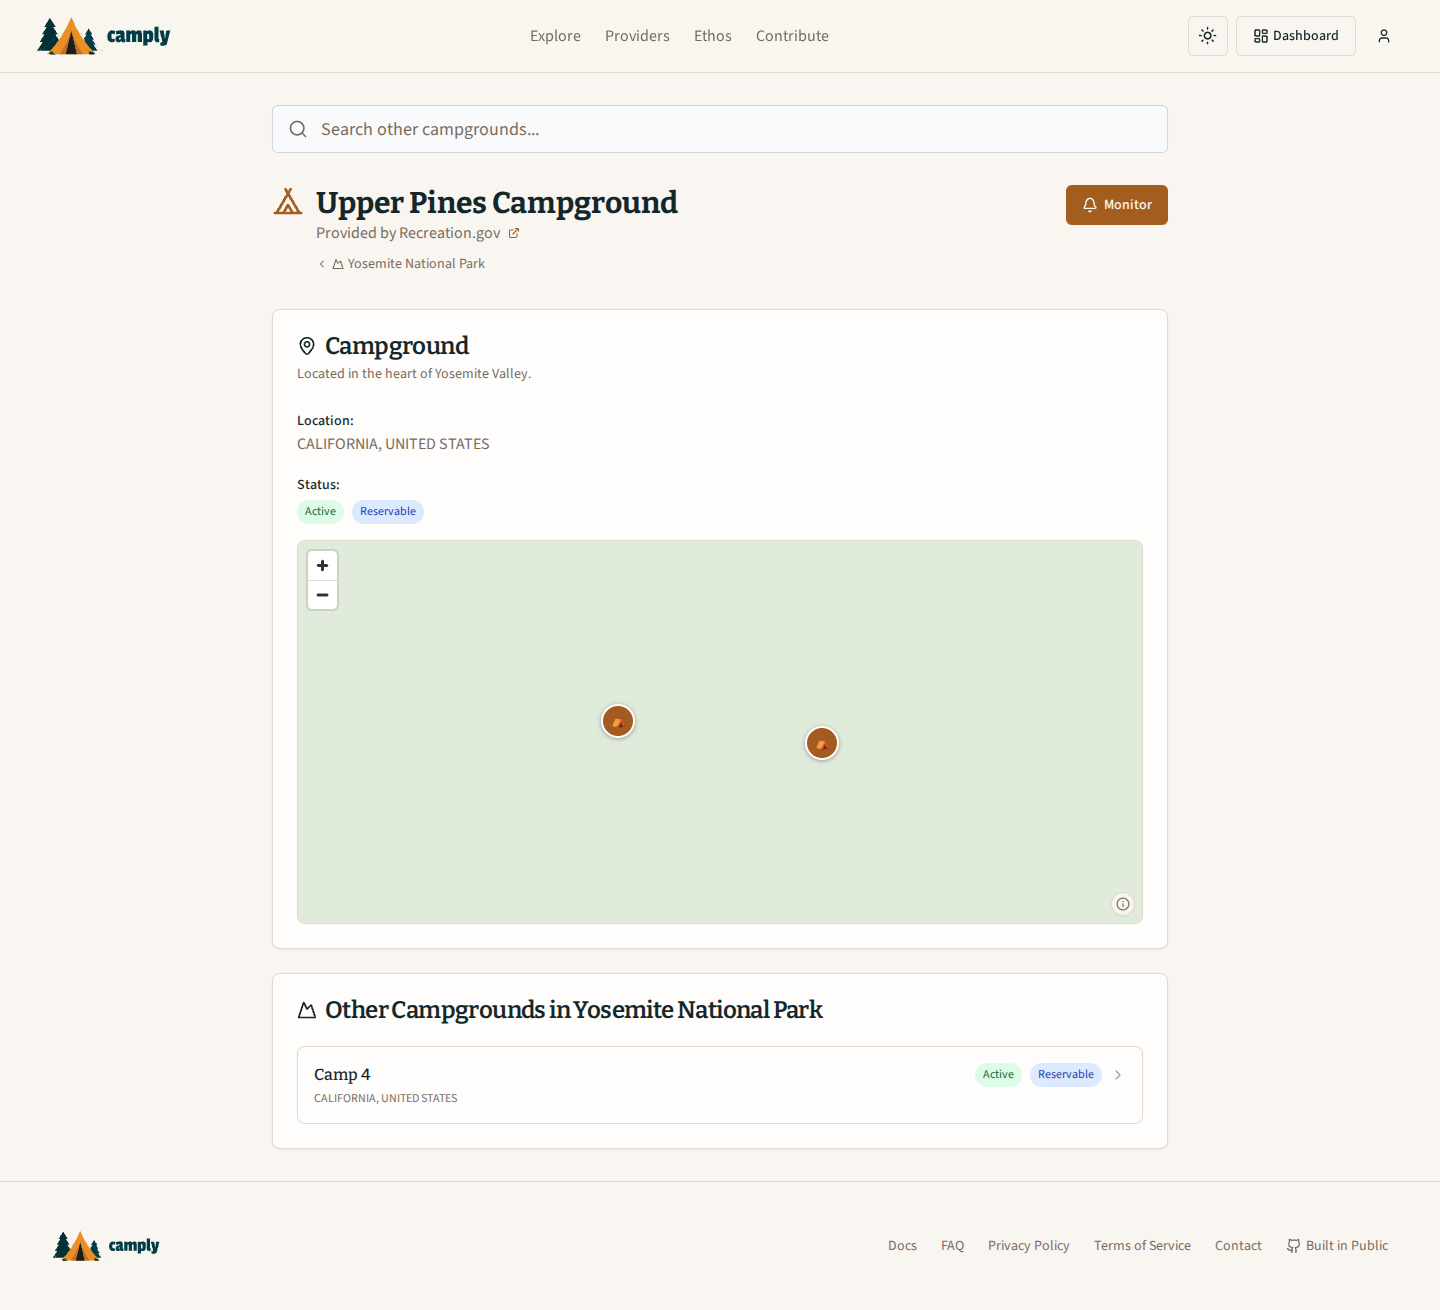 camply
Explore
Providers
Ethos
Contribute
Dashboard
Search other campgrounds...
Upper Pines Campground
Monitor
Provided by Recreation.gov
Yosemite National Park
Campground
Located in the heart of Yosemite Valley.
Location:
CALIFORNIA, UNITED STATES
Status:
Active
Reservable
+
−
Other Campgrounds in Yosemite National Park
Camp 4
Active
Reservable
CALIFORNIA, UNITED STATES
camply
Docs
FAQ
Privacy Policy
Terms of Service
Contact
Built in Public